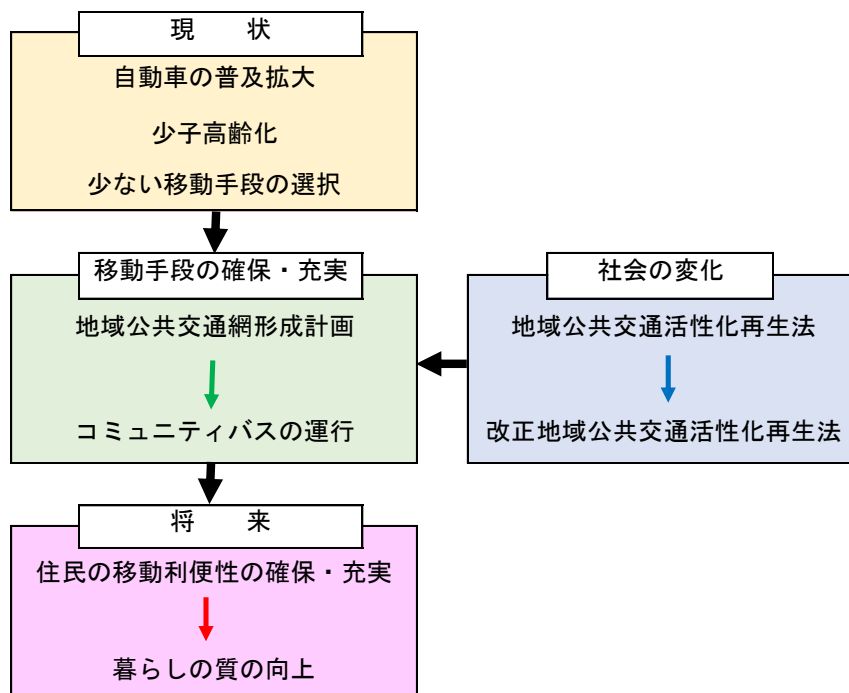 現　　状
自動車の普及拡大
少子高齢化
少ない移動手段の選択
移動手段の確保・充実
地域公共交通網形成計画
コミュニティバスの運行
社会の変化
地域公共交通活性化再生法
改正地域公共交通活性化再生法
将　　来
住民の移動利便性の確保・充実
暮らしの質の向上